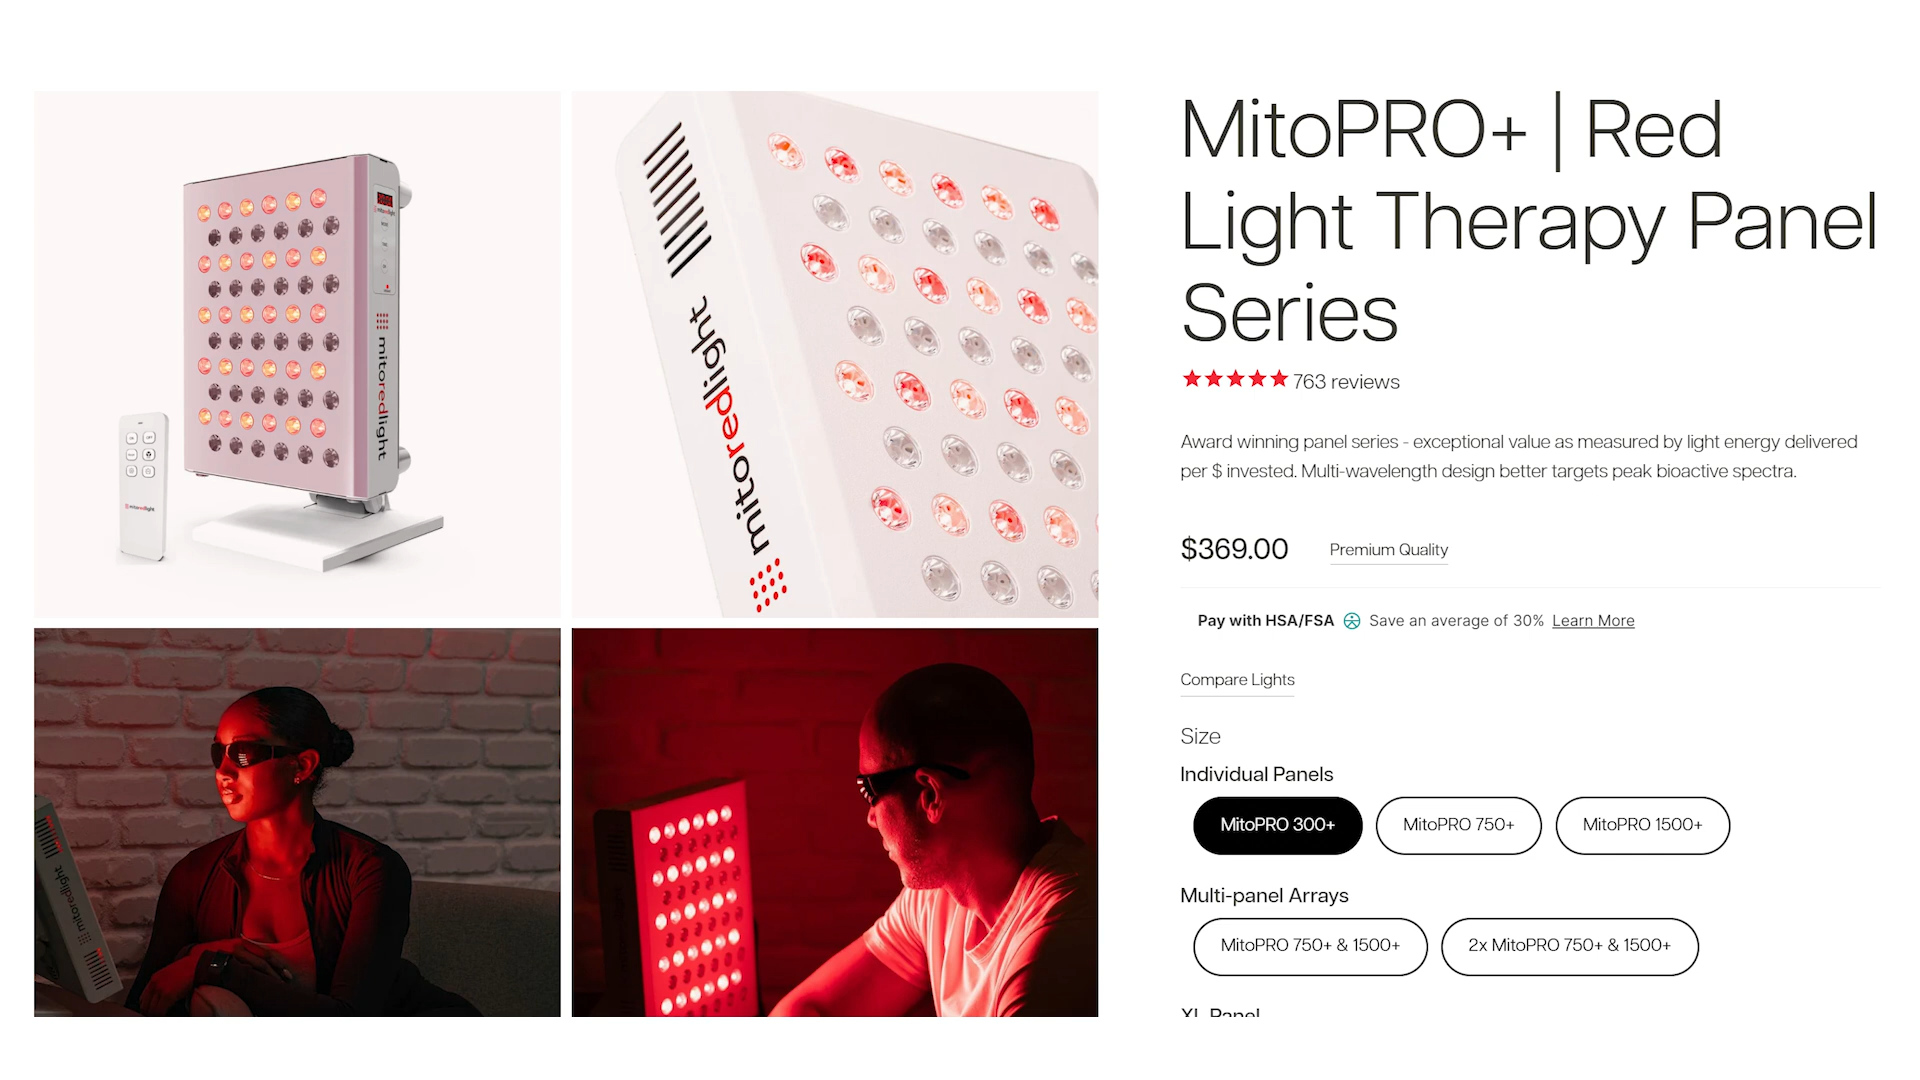 mitoredlight
mitoredlight
mitoredlight
mitoredlight
MitoPRO+ | Red
Light Therapy Panel
Series
763 reviews
Award winning panel series - exceptional value as measured by light energy delivered
per $ invested. Multi-wavelength design better targets peak bioactive spectra.
$369.00 Premium Quality
Pay with HSA/FSA Save an average of 30% Learn More
Compare Lights
Size
Individual Panels
MitoPRO 300+ MitoPRO 750+ MitoPRO 1500+
Multi-panel Arrays
MitoPRO 750+ & 1500+ 2x MitoPRO 750+ & 1500+
XL Panel